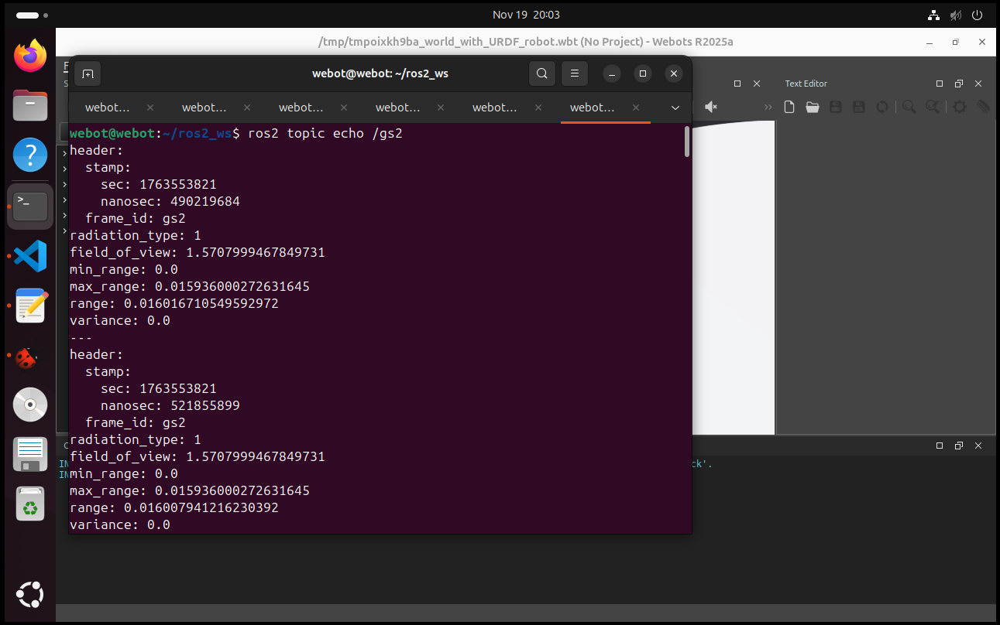 Nov 19 20:03
/tmp/tmpoixkh9ba_world_with_URDF_robot.wbt (No Project) - Webots R2025a
webot@webot: ~/ros2_ws
Text Editor
webot... webot... webot... webot... webot... webot...
webot@webot:~/ros2_ws$ ros2 topic echo /gs2
header:
  stamp:
    sec: 1763553821
    nanosec: 490219684
  frame_id: gs2
radiation_type: 1
field_of_view: 1.5707999467849731
min_range: 0.0
max_range: 0.015936000272631645
range: 0.016016710549592972
variance: 0.0
---
header:
  stamp:
    sec: 1763553821
    nanosec: 521855899
  frame_id: gs2
radiation_type: 1
field_of_view: 1.5707999467849731
min_range: 0.0
max_range: 0.015936000272631645
range: 0.016007941216230392
variance: 0.0
ck'.